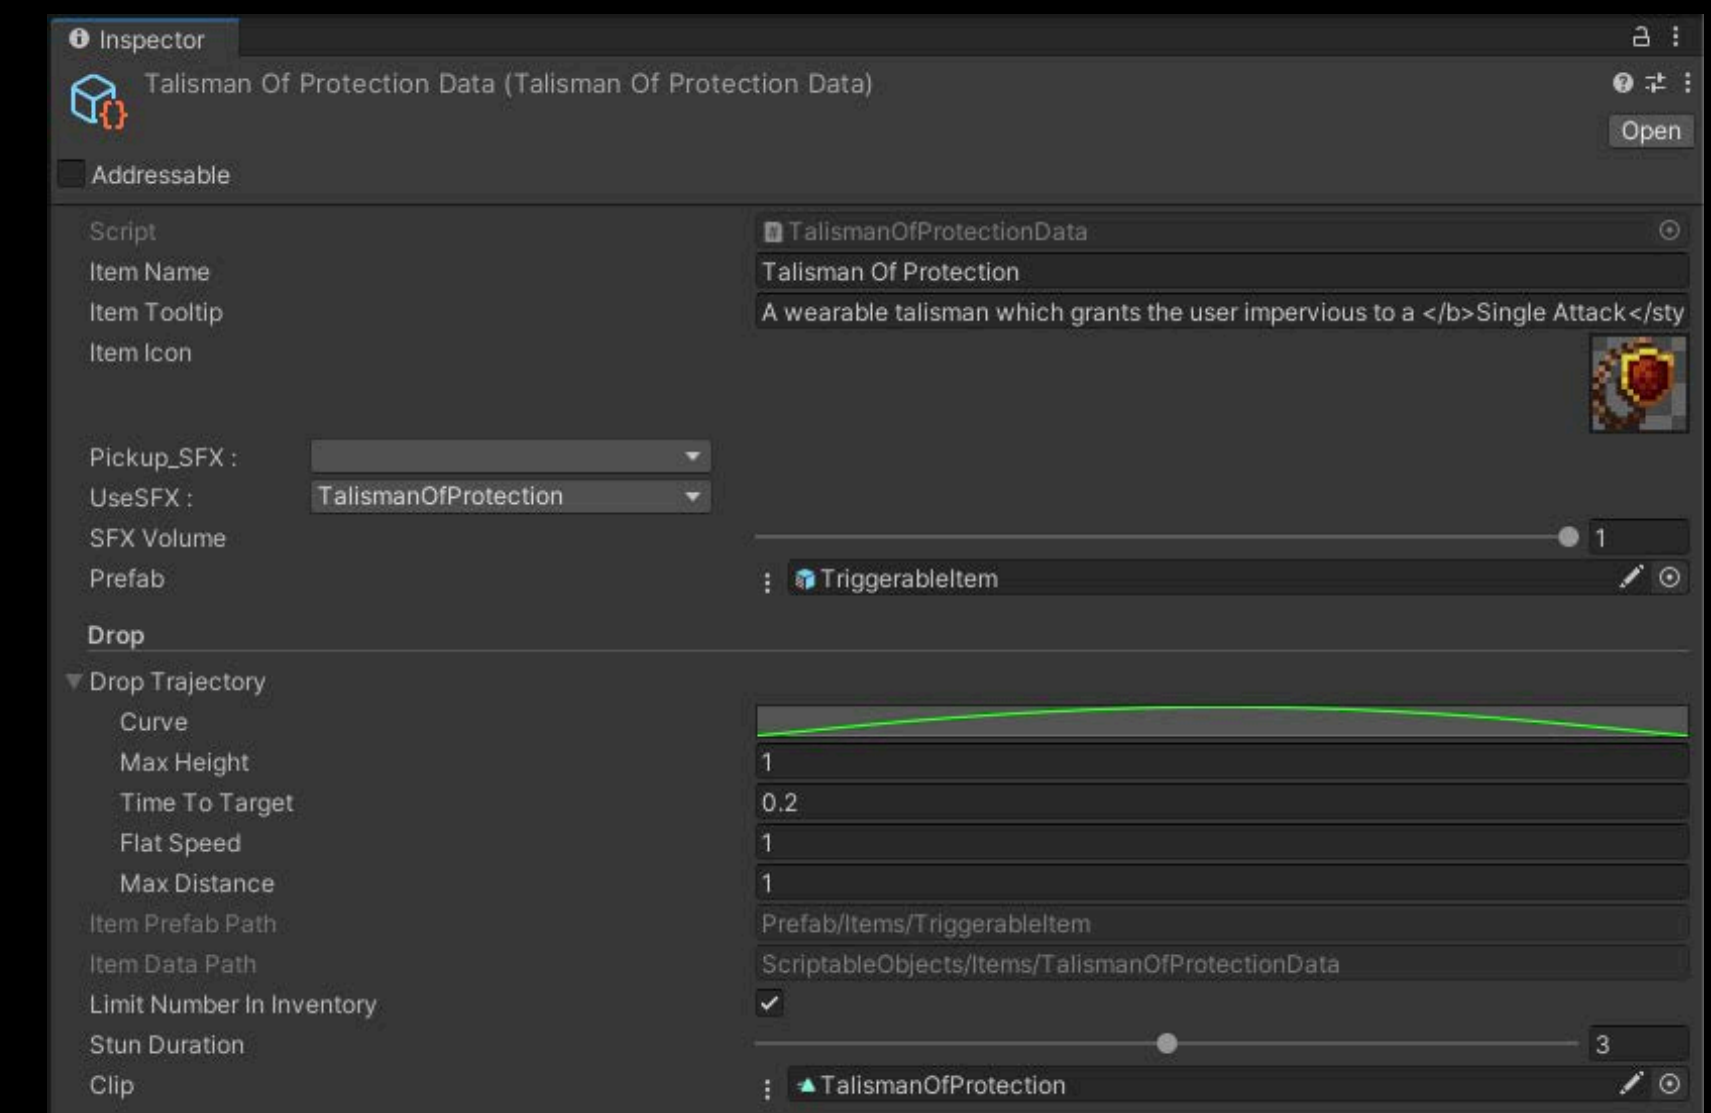 Inspector
Talisman Of Protection Data (Talisman Of Protection Data)
Open
Addressable
Script TalismanOfProtectionData
Item Name Talisman Of Protection
Item Tooltip A wearable talisman which grants the user impervious to a </b>Single Attack</sty
Item Icon
Pickup_SFX :
UseSFX : TalismanOfProtection
SFX Volume 1
Prefab TriggerableItem
Drop
Drop Trajectory
Curve
Max Height 1
Time To Target 0.2
Flat Speed 1
Max Distance 1
Item Prefab Path Prefab/Items/TriggerableItem
Item Data Path ScriptableObjects/Items/TalismanOfProtectionData
Limit Number In Inventory
Stun Duration 3
Clip TalismanOfProtection